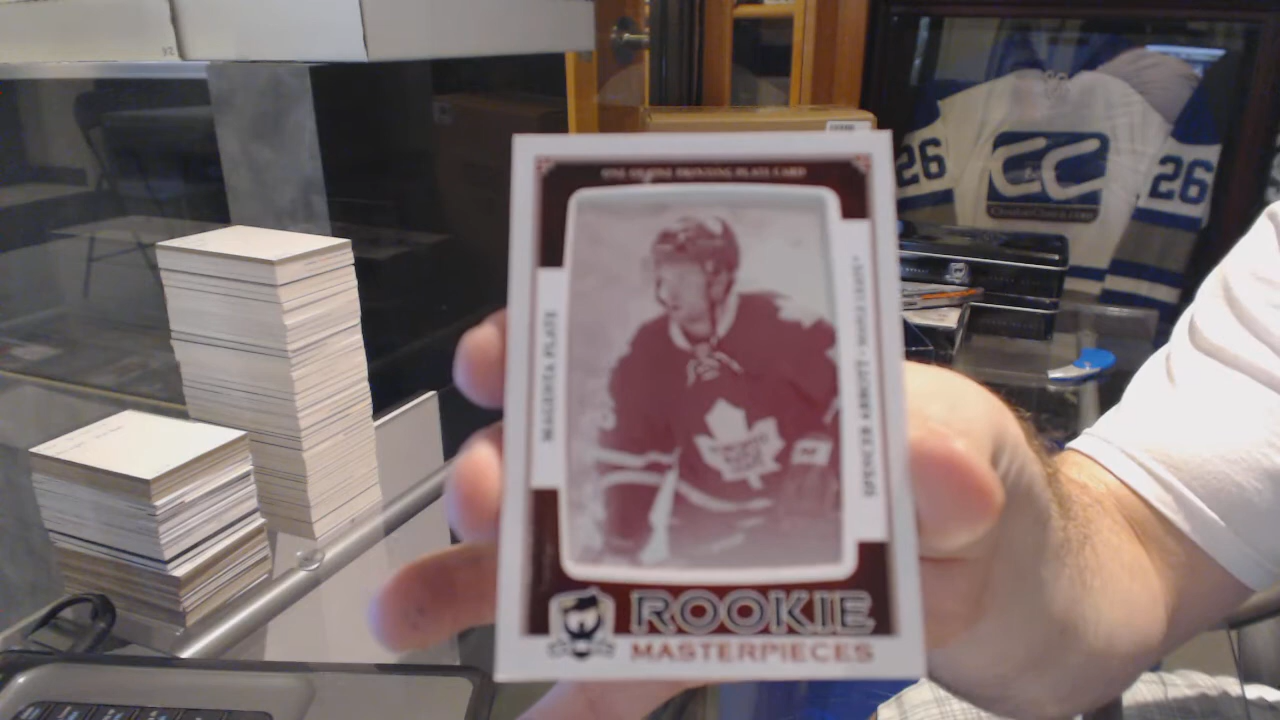 ONE OF ONE PRINTING PLATE CARD
MAGENTA PLATE
SPENCER ABBOTT • MAPLE LEAFS
ROOKIE
MASTERPIECES
26
CC
26